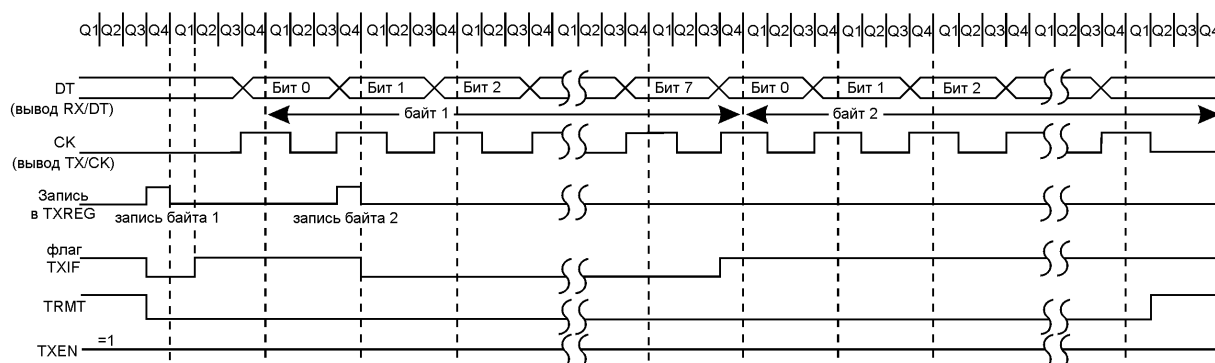 Q1 Q2 Q3 Q4 Q1 Q2 Q3 Q4 Q1 Q2 Q3 Q4 Q1 Q2 Q3 Q4 Q1 Q2 Q3 Q4 Q1 Q2 Q3 Q4 Q1 Q2 Q3 Q4 Q1 Q2 Q3 Q4 Q1 Q2 Q3 Q4 Q1 Q2 Q3 Q4 Q1 Q2 Q3 Q4 Q1 Q2 Q3 Q4
DT Бит 0 Бит 1 Бит 2 Бит 7 Бит 0 Бит 1 Бит 2
(вывод RX/DT) байт 1 байт 2
CK
(вывод TX/CK)
Запись
в TXREG запись байта 1 запись байта 2
флаг
TXIF
TRMT
TXEN =1